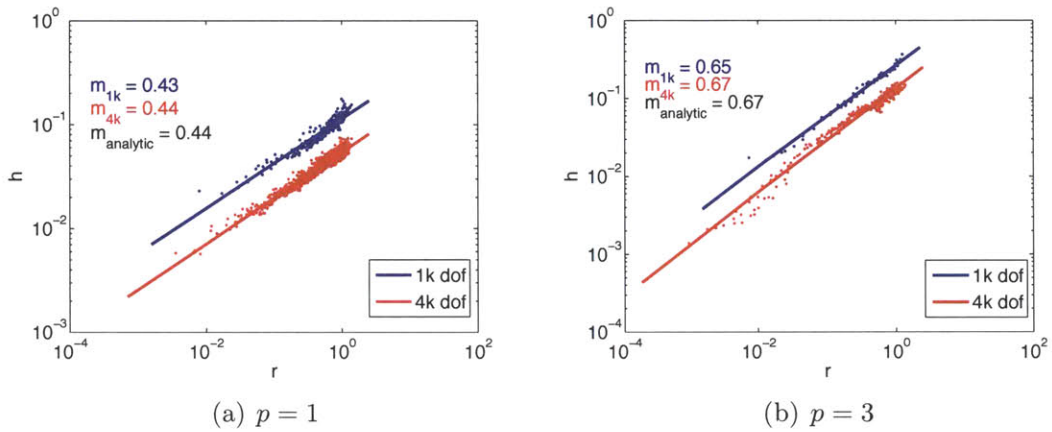 10^0
10^-1
10^-2
10^-3
h
m_1k = 0.43
m_4k = 0.44
m_analytic = 0.44
1k dof
4k dof
10^-4
10^-2
10^0
10^2
r
(a) p = 1
10^0
10^-1
10^-2
10^-3
10^-4
h
m_1k = 0.65
m_4k = 0.67
m_analytic = 0.67
1k dof
4k dof
10^-4
10^-2
10^0
10^2
r
(b) p = 3